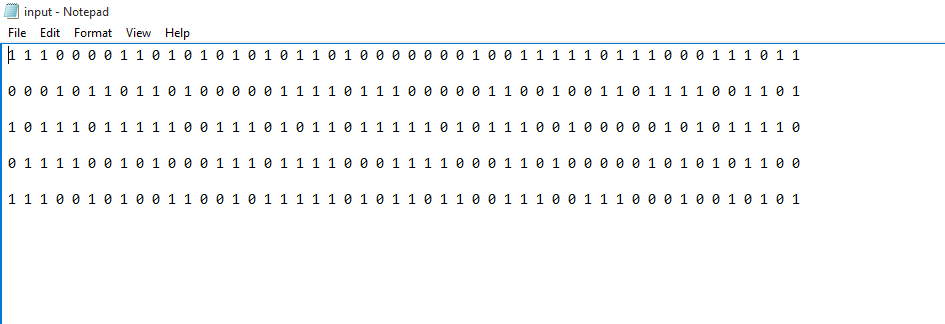 input - Notepad
File Edit Format View Help
1 1 1 0 0 0 0 1 1 0 1 0 1 0 1 0 1 0 1 1 0 1 0 0 0 0 0 0 0 1 0 0 1 1 1 1 1 0 1 1 1 0 0 0 1 1 1 0 1 1
0 0 0 1 0 1 1 0 1 1 0 1 0 0 0 0 0 1 1 1 1 0 1 1 1 0 0 0 0 0 1 1 0 0 1 0 0 1 1 0 1 1 1 1 0 0 1 1 0 1
1 0 1 1 1 0 1 1 1 1 1 0 0 1 1 1 0 1 0 1 1 0 1 1 1 1 1 0 1 0 1 1 1 0 0 1 0 0 0 0 0 1 0 1 0 1 1 1 1 0
0 1 1 1 1 0 0 1 0 1 0 0 0 1 1 1 0 1 1 1 1 0 0 0 1 1 1 1 0 0 0 1 1 0 1 0 0 0 0 0 1 0 1 0 1 0 1 1 0 0
1 1 1 0 0 1 0 1 0 0 1 1 0 0 1 0 1 1 1 1 1 0 1 0 1 1 0 1 1 0 0 1 1 1 0 0 1 1 1 0 0 0 1 0 0 1 0 1 0 1